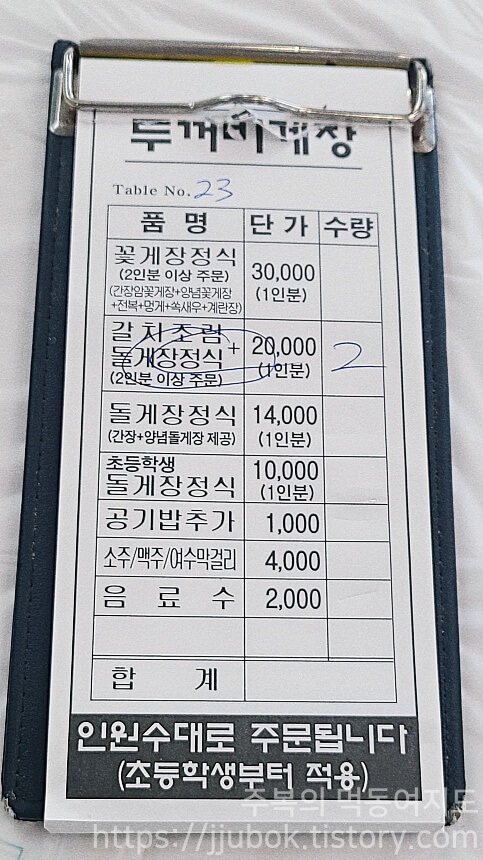 두꺼비게장
Table No. 23
품 명 단 가 수량
꽃게장정식
(2인분 이상 주문)
(간장암꽃게장+양념꽃게장
+전복+멍게+쏙새우+계란장)
30,000
(1인분)
갈치조림+
돌게장정식
(2인분 이상 주문)
20,000
(1인분)
2
돌게장정식
(간장+양념돌게장 제공)
14,000
(1인분)
초등학생
돌게장정식
10,000
(1인분)
공기밥추가 1,000
소주/맥주/여수막걸리 4,000
음 료 수 2,000
합 계
인원수대로 주문됩니다
(초등학생부터 적용)
주복의 먹동여지도
https://jjubok.tistory.com